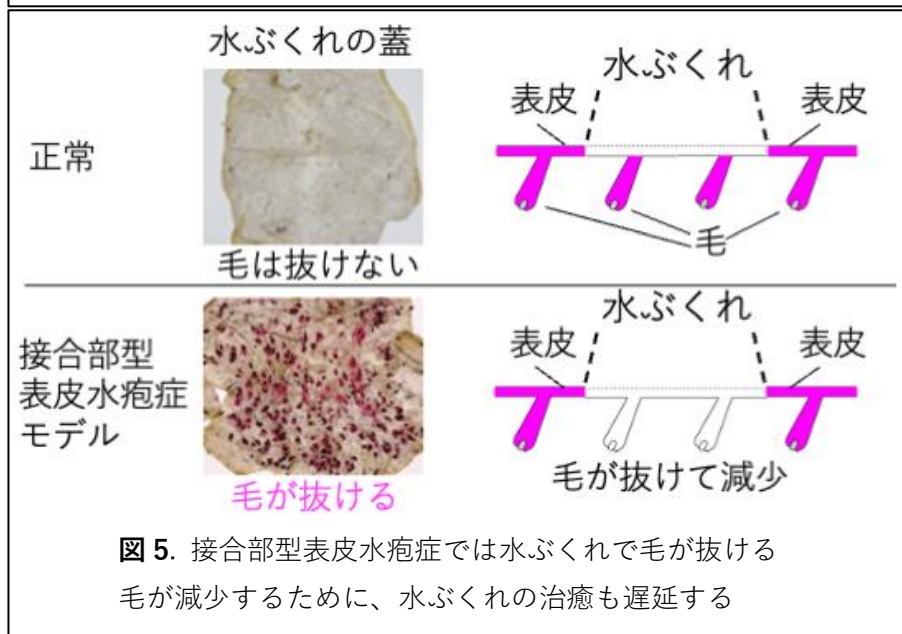 水ぶくれの蓋
水ぶくれ
表皮
表皮
正常
毛は抜けない
毛
水ぶくれ
表皮
表皮
接合部型
表皮水疱症
モデル
毛が抜ける
毛が抜けて減少
図 5. 接合部型表皮水疱症では水ぶくれで毛が抜ける
毛が減少するために、水ぶくれの治癒も遅延する